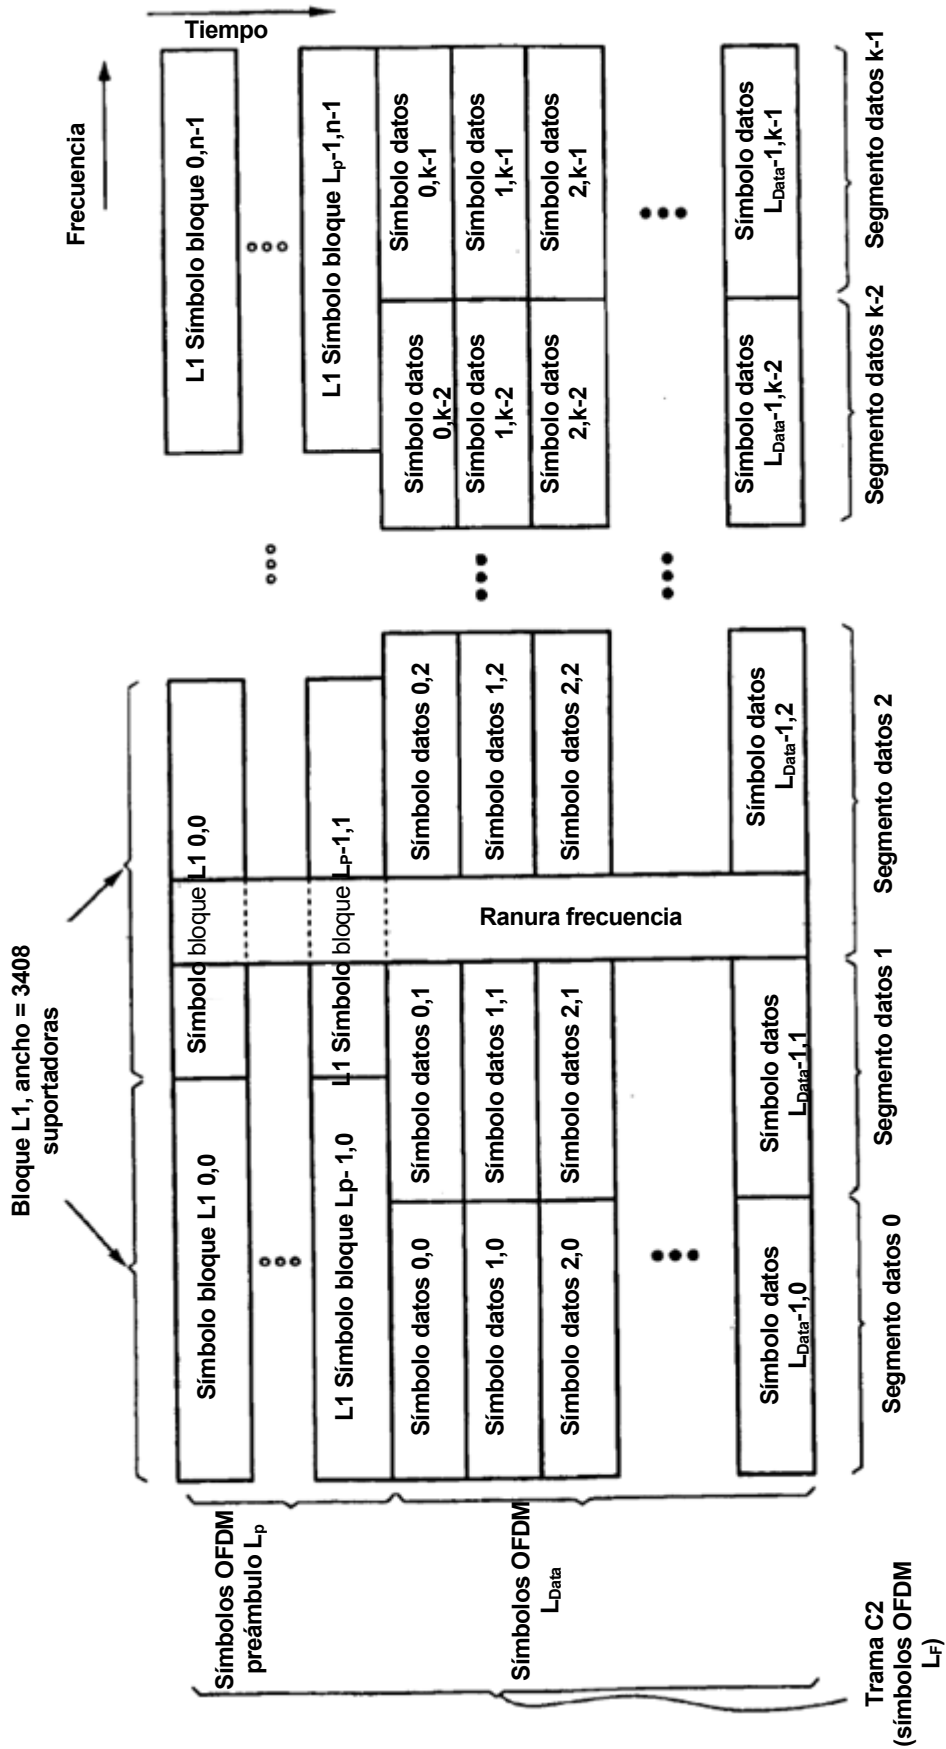 Tiempo
Frecuencia
Bloque L1, ancho = 3408
suportadoras
Símbolo bloque L1 0,0
Símbolo bloque L1 0,0
L1 Símbolo bloque 0,n-1
L1 Símbolo bloque Lp- 1,0
L1 Símbolo bloque LP-1,1
L1 Símbolo bloque Lp-1,n-1
Símbolo datos 0,0
Símbolo datos 0,1
Símbolo datos 0,2
Símbolo datos
0,k-2
Símbolo datos
0,k-1
Símbolo datos 1,0
Símbolo datos 1,1
Símbolo datos 1,2
Símbolo datos
1,k-2
Símbolo datos
1,k-1
Símbolo datos 2,0
Símbolo datos 2,1
Ranura frecuencia
Símbolo datos 2,2
Símbolo datos
2,k-2
Símbolo datos
2,k-1
Símbolo datos
LData-1,0
Símbolo datos
LData-1,1
Símbolo datos
LData-1,2
Símbolo datos
LData-1,k-2
Símbolo datos
LData-1,k-1
Segmento datos 0
Segmento datos 1
Segmento datos 2
Segmento datos k-2
Segmento datos k-1
Símbolos OFDM
preámbulo Lp
Símbolos OFDM
LData
Trama C2
(símbolos OFDM
LF)